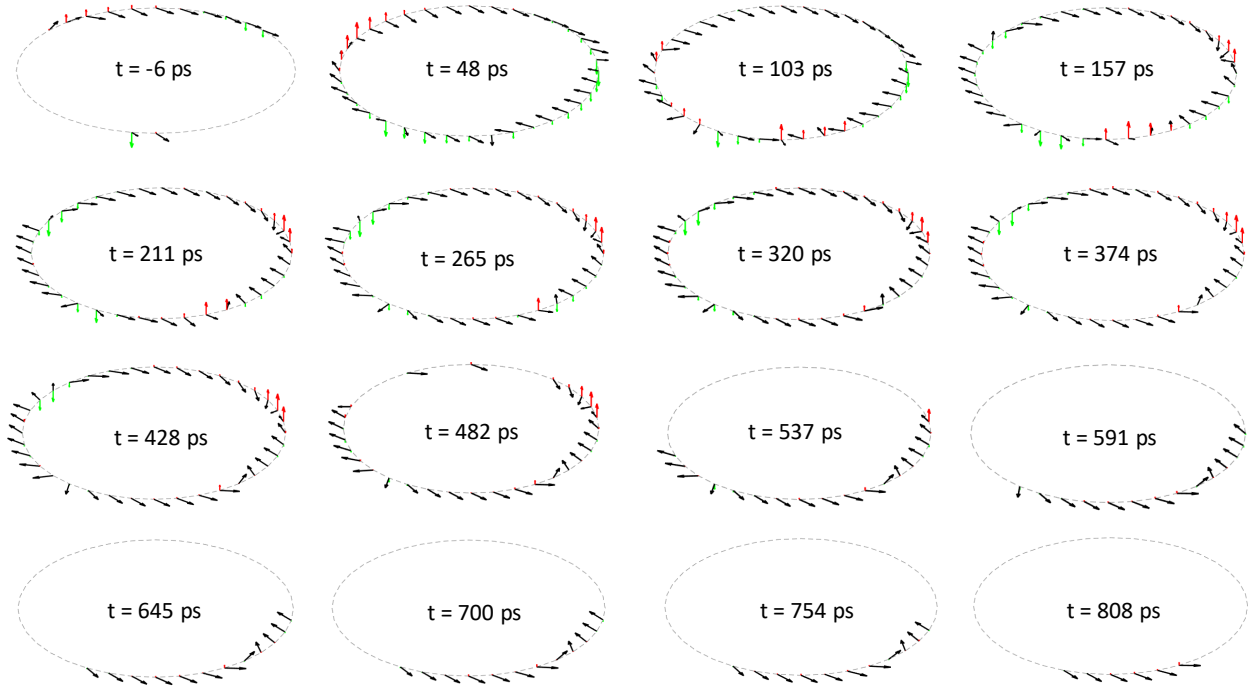 t = -6 ps
t = 48 ps
t = 103 ps
t = 157 ps
t = 211 ps
t = 265 ps
t = 320 ps
t = 374 ps
t = 428 ps
t = 482 ps
t = 537 ps
t = 591 ps
t = 645 ps
t = 700 ps
t = 754 ps
t = 808 ps